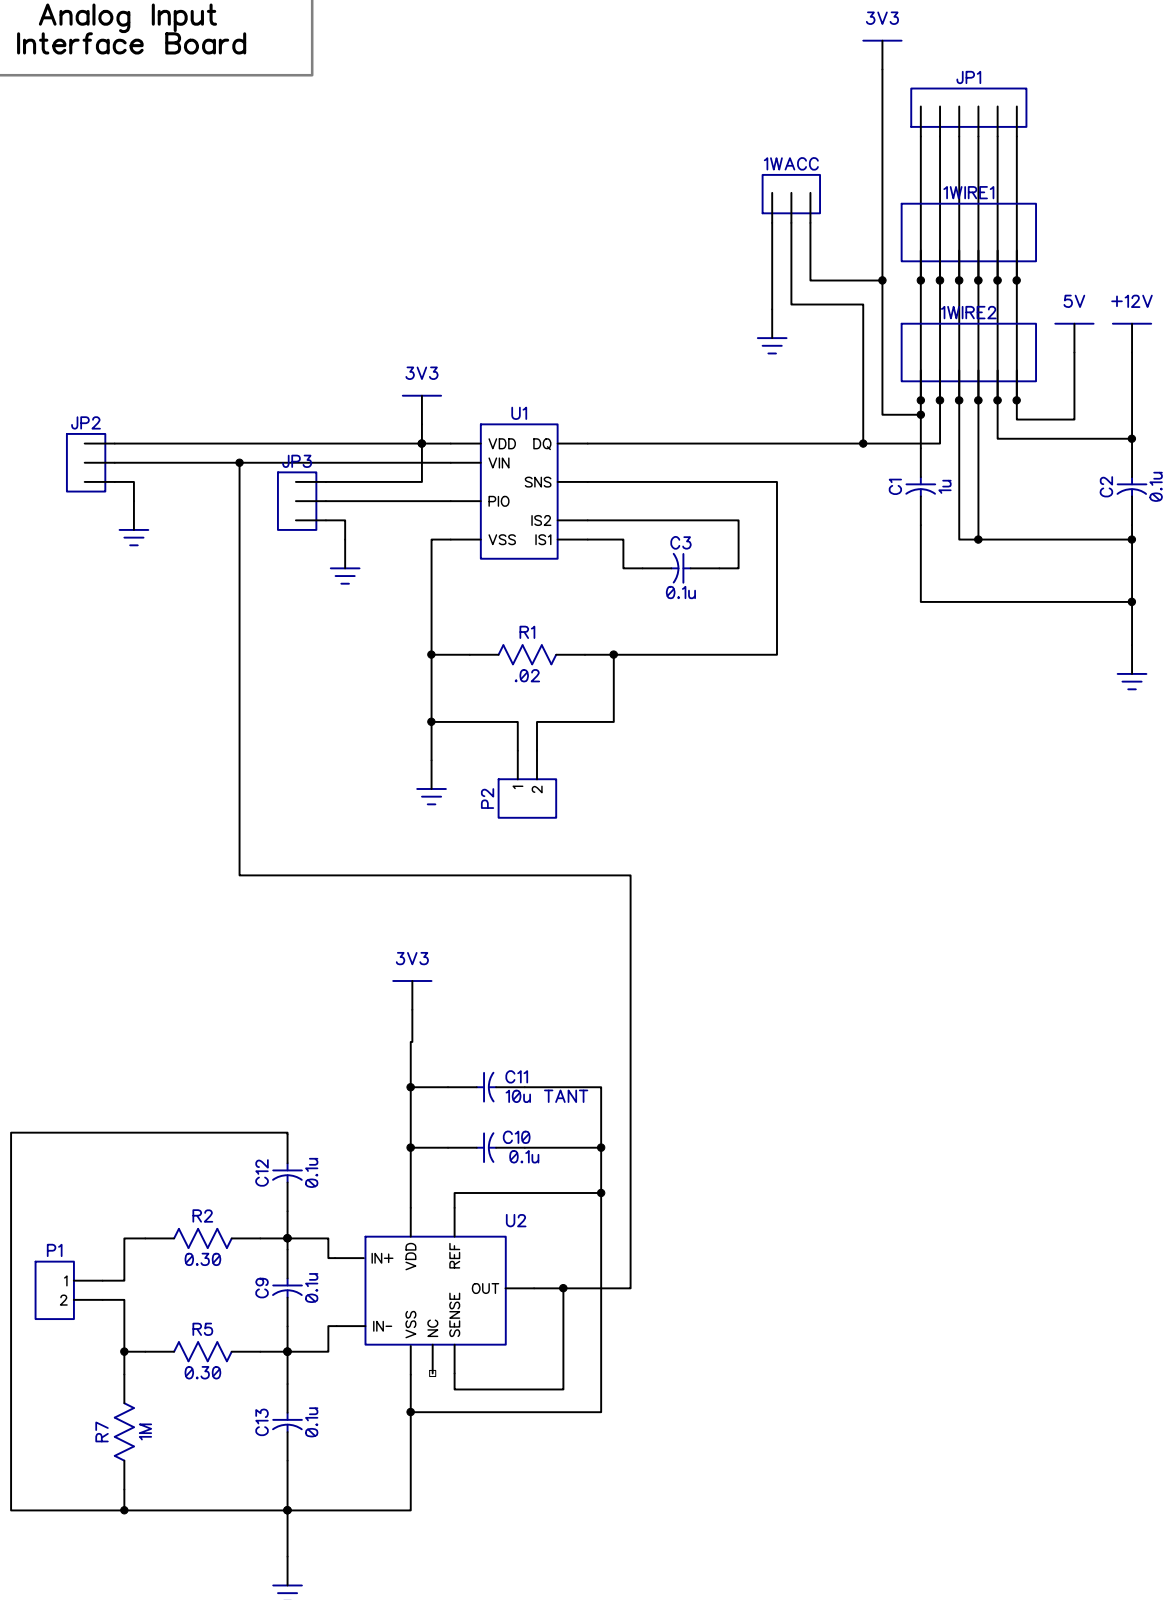 Analog Input
Interface Board
3V3
JP1
1WACC
1WIRE1
5V
+12V
1WIRE2
3V3
JP2
U1
VDD
DQ
VIN
JP3
SNS
C1
1u
C2
0.1u
PIO
IS2
VSS
IS1
C3
0.1u
R1
.02
P2
1
2
3V3
C11
10u TANT
C10
0.1u
C12
0.1u
R2
0.30
U2
P1
1
2
IN+
VDD
REF
C9
0.1u
OUT
R5
0.30
IN-
VSS
NC
SENSE
R7
1M
C13
0.1u